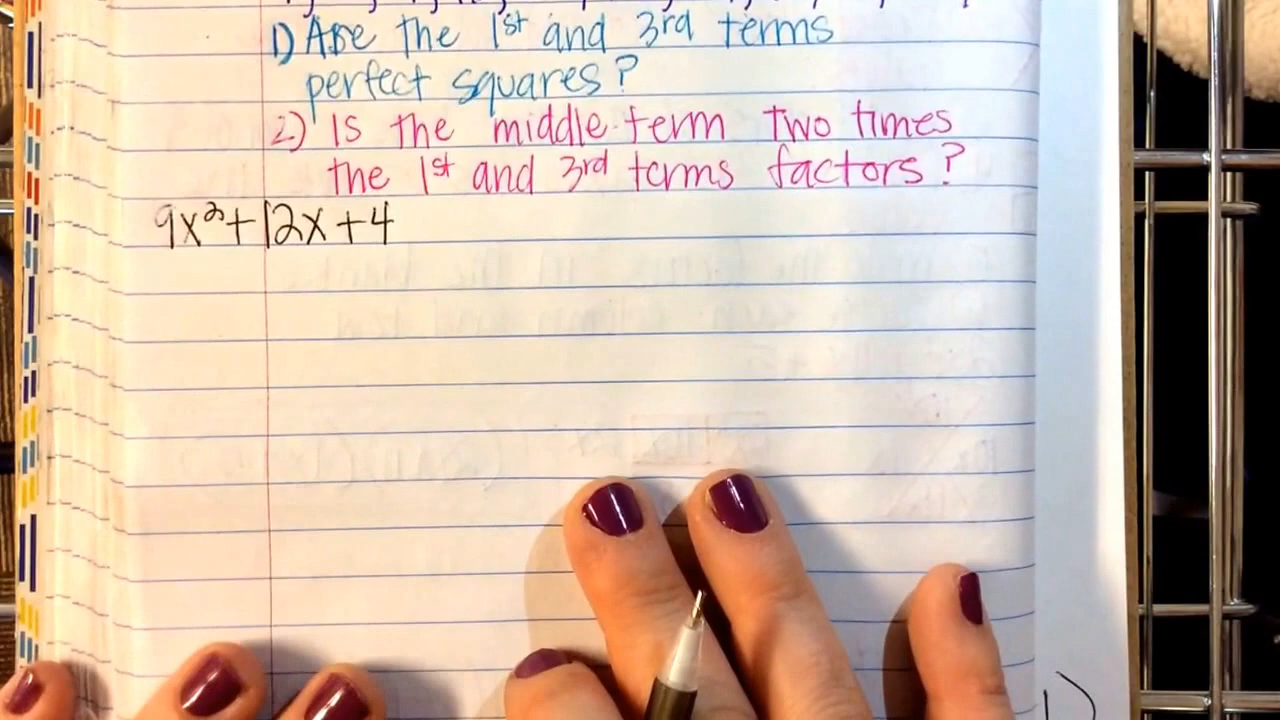 1) Are the 1st and 3rd terms
perfect squares?
2) Is the middle term two times
the 1st and 3rd terms factors?
9x²+12x+4